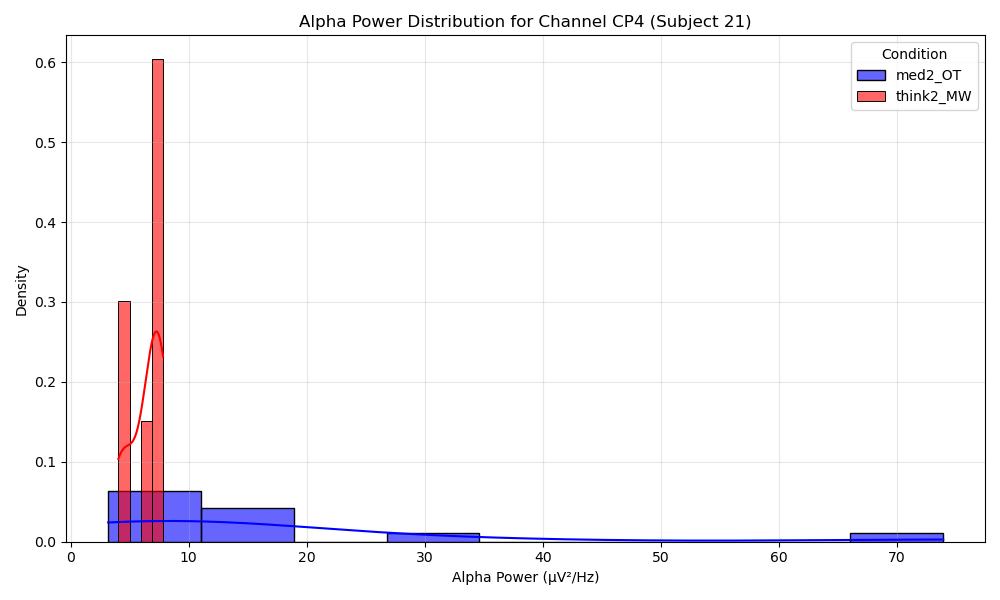 Alpha Power Distribution for Channel CP4 (Subject 21)
Condition
med2_OT
think2_MW
Density
0.6
0.5
0.4
0.3
0.2
0.1
0.0
0 10 20 30 40 50 60 70
Alpha Power (μV²/Hz)